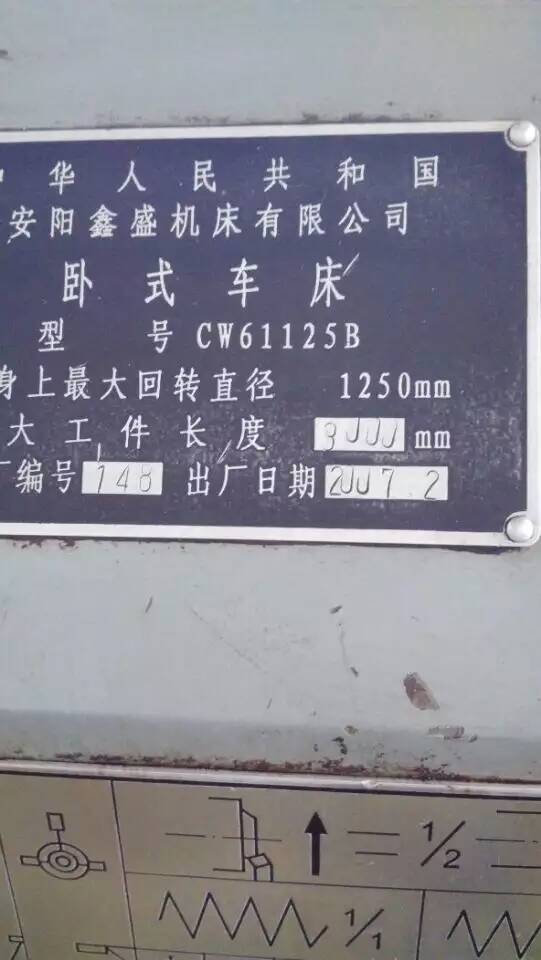 华人民共和国
安阳鑫盛机床有限公司
卧式车床
型号 CW61125B
身上最大回转直径 1250mm
大工件长度 3000 mm
编号 148 出厂日期 2007.2
1/2
1/1